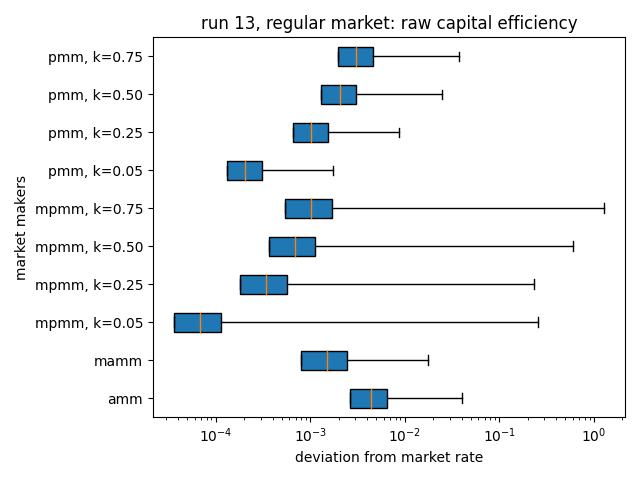 run 13, regular market: raw capital efficiency
market makers
pmm, k=0.75
pmm, k=0.50
pmm, k=0.25
pmm, k=0.05
mpmm, k=0.75
mpmm, k=0.50
mpmm, k=0.25
mpmm, k=0.05
mamm
amm
10⁻⁴ 10⁻³ 10⁻² 10⁻¹ 10⁰
deviation from market rate